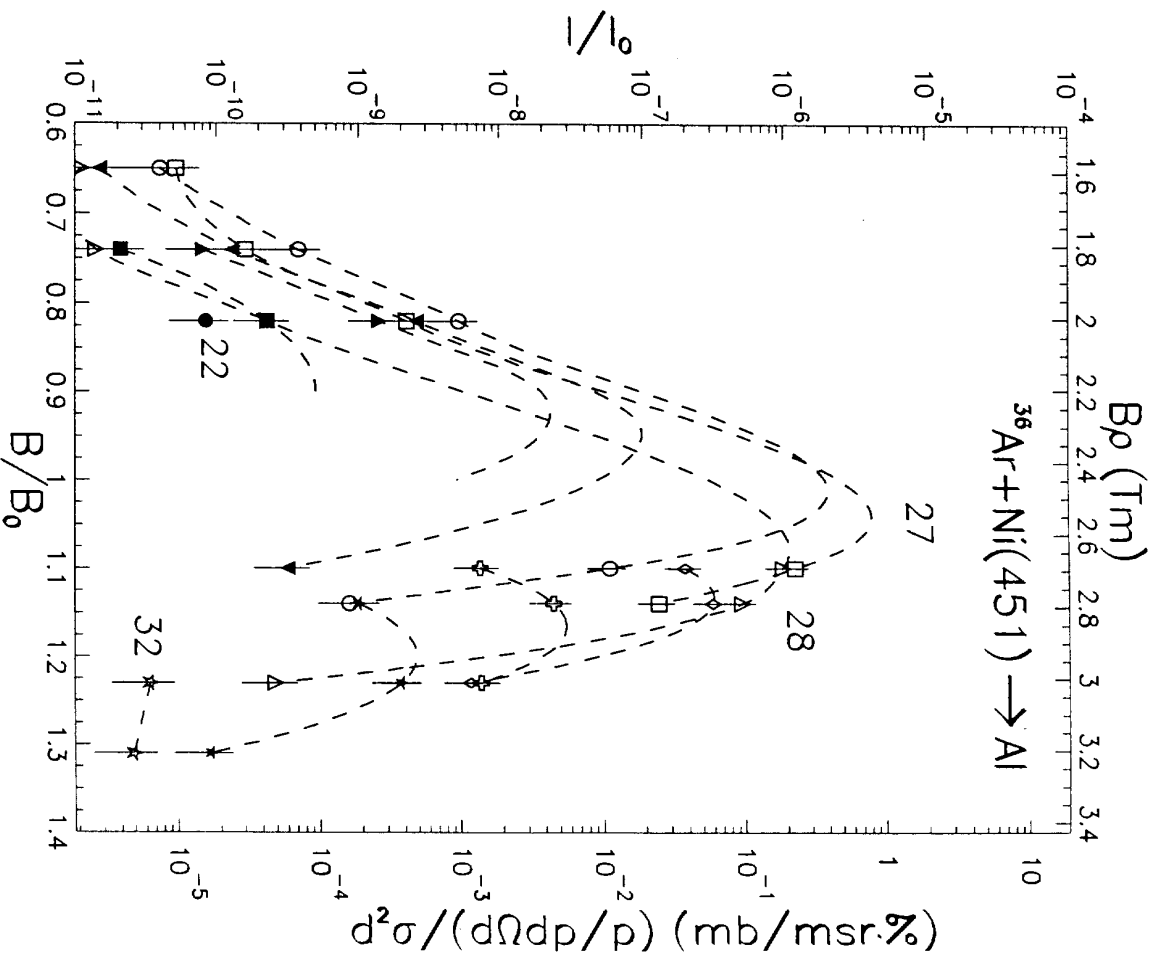 Bρ (Tm)
1.6 1.8 2 2.2 2.4 2.6 2.8 3 3.2 3.4
³⁶Ar+Ni(451)→Al
I/I₀
10⁻⁴
10⁻⁵
10⁻⁶
10⁻⁷
10⁻⁸
10⁻⁹
10⁻¹⁰
10⁻¹¹
10
1
10⁻¹
10⁻²
10⁻³
10⁻⁴
10⁻⁵
d²σ/(dΩdp/p) (mb/msr.%)
27
28
22
32
0.6 0.7 0.8 0.9 1 1.1 1.2 1.3 1.4
B/B₀